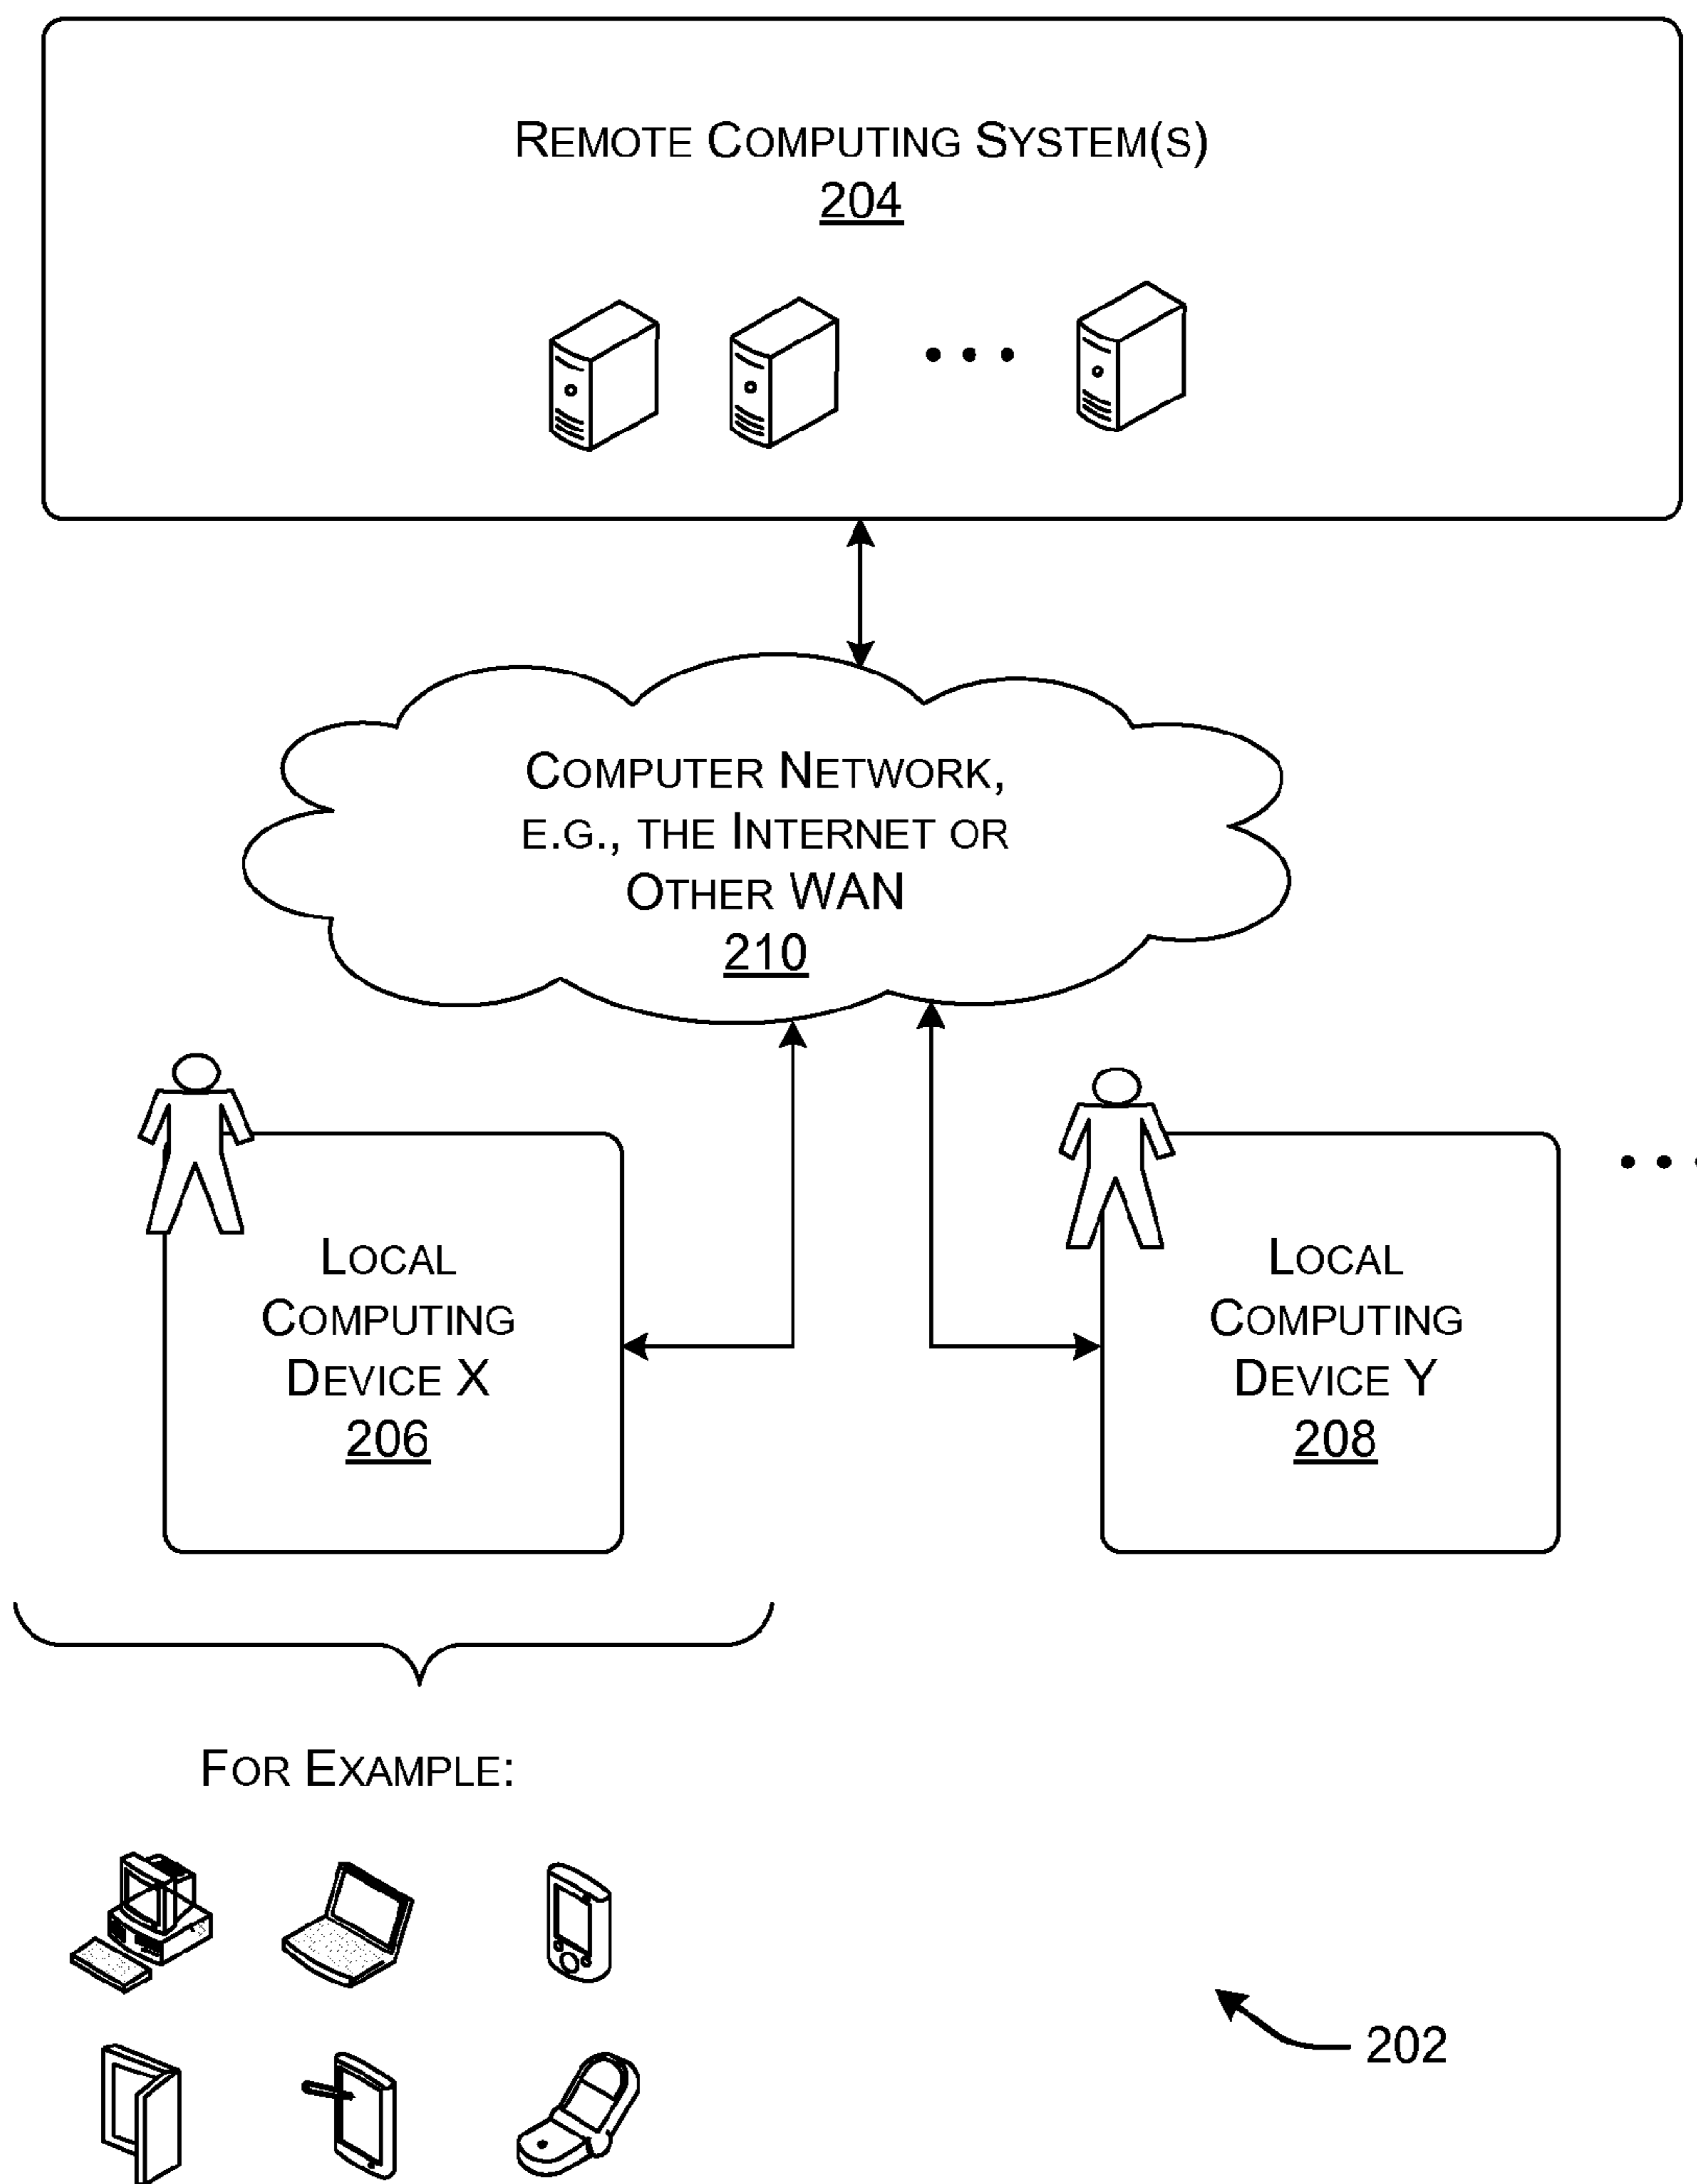 REMOTE COMPUTING SYSTEM(S)
204
COMPUTER NETWORK,
E.G., THE INTERNET OR
OTHER WAN
210
LOCAL
COMPUTING
DEVICE X
206
LOCAL
COMPUTING
DEVICE Y
208
FOR EXAMPLE:
202